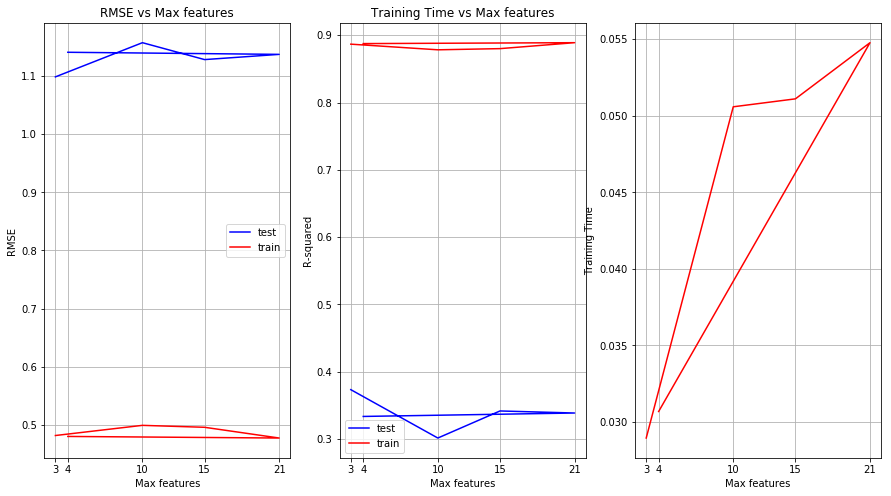 RMSE vs Max features
1.1
1.0
0.9
0.8
0.7
0.6
0.5
RMSE
test
train
3 4 10 15 21
Max features
Training Time vs Max features
0.9
0.8
0.7
0.6
0.5
0.4
0.3
R-squared
test
train
3 4 10 15 21
Max features
0.055
0.050
0.045
0.040
0.035
0.030
Training Time
3 4 10 15 21
Max features